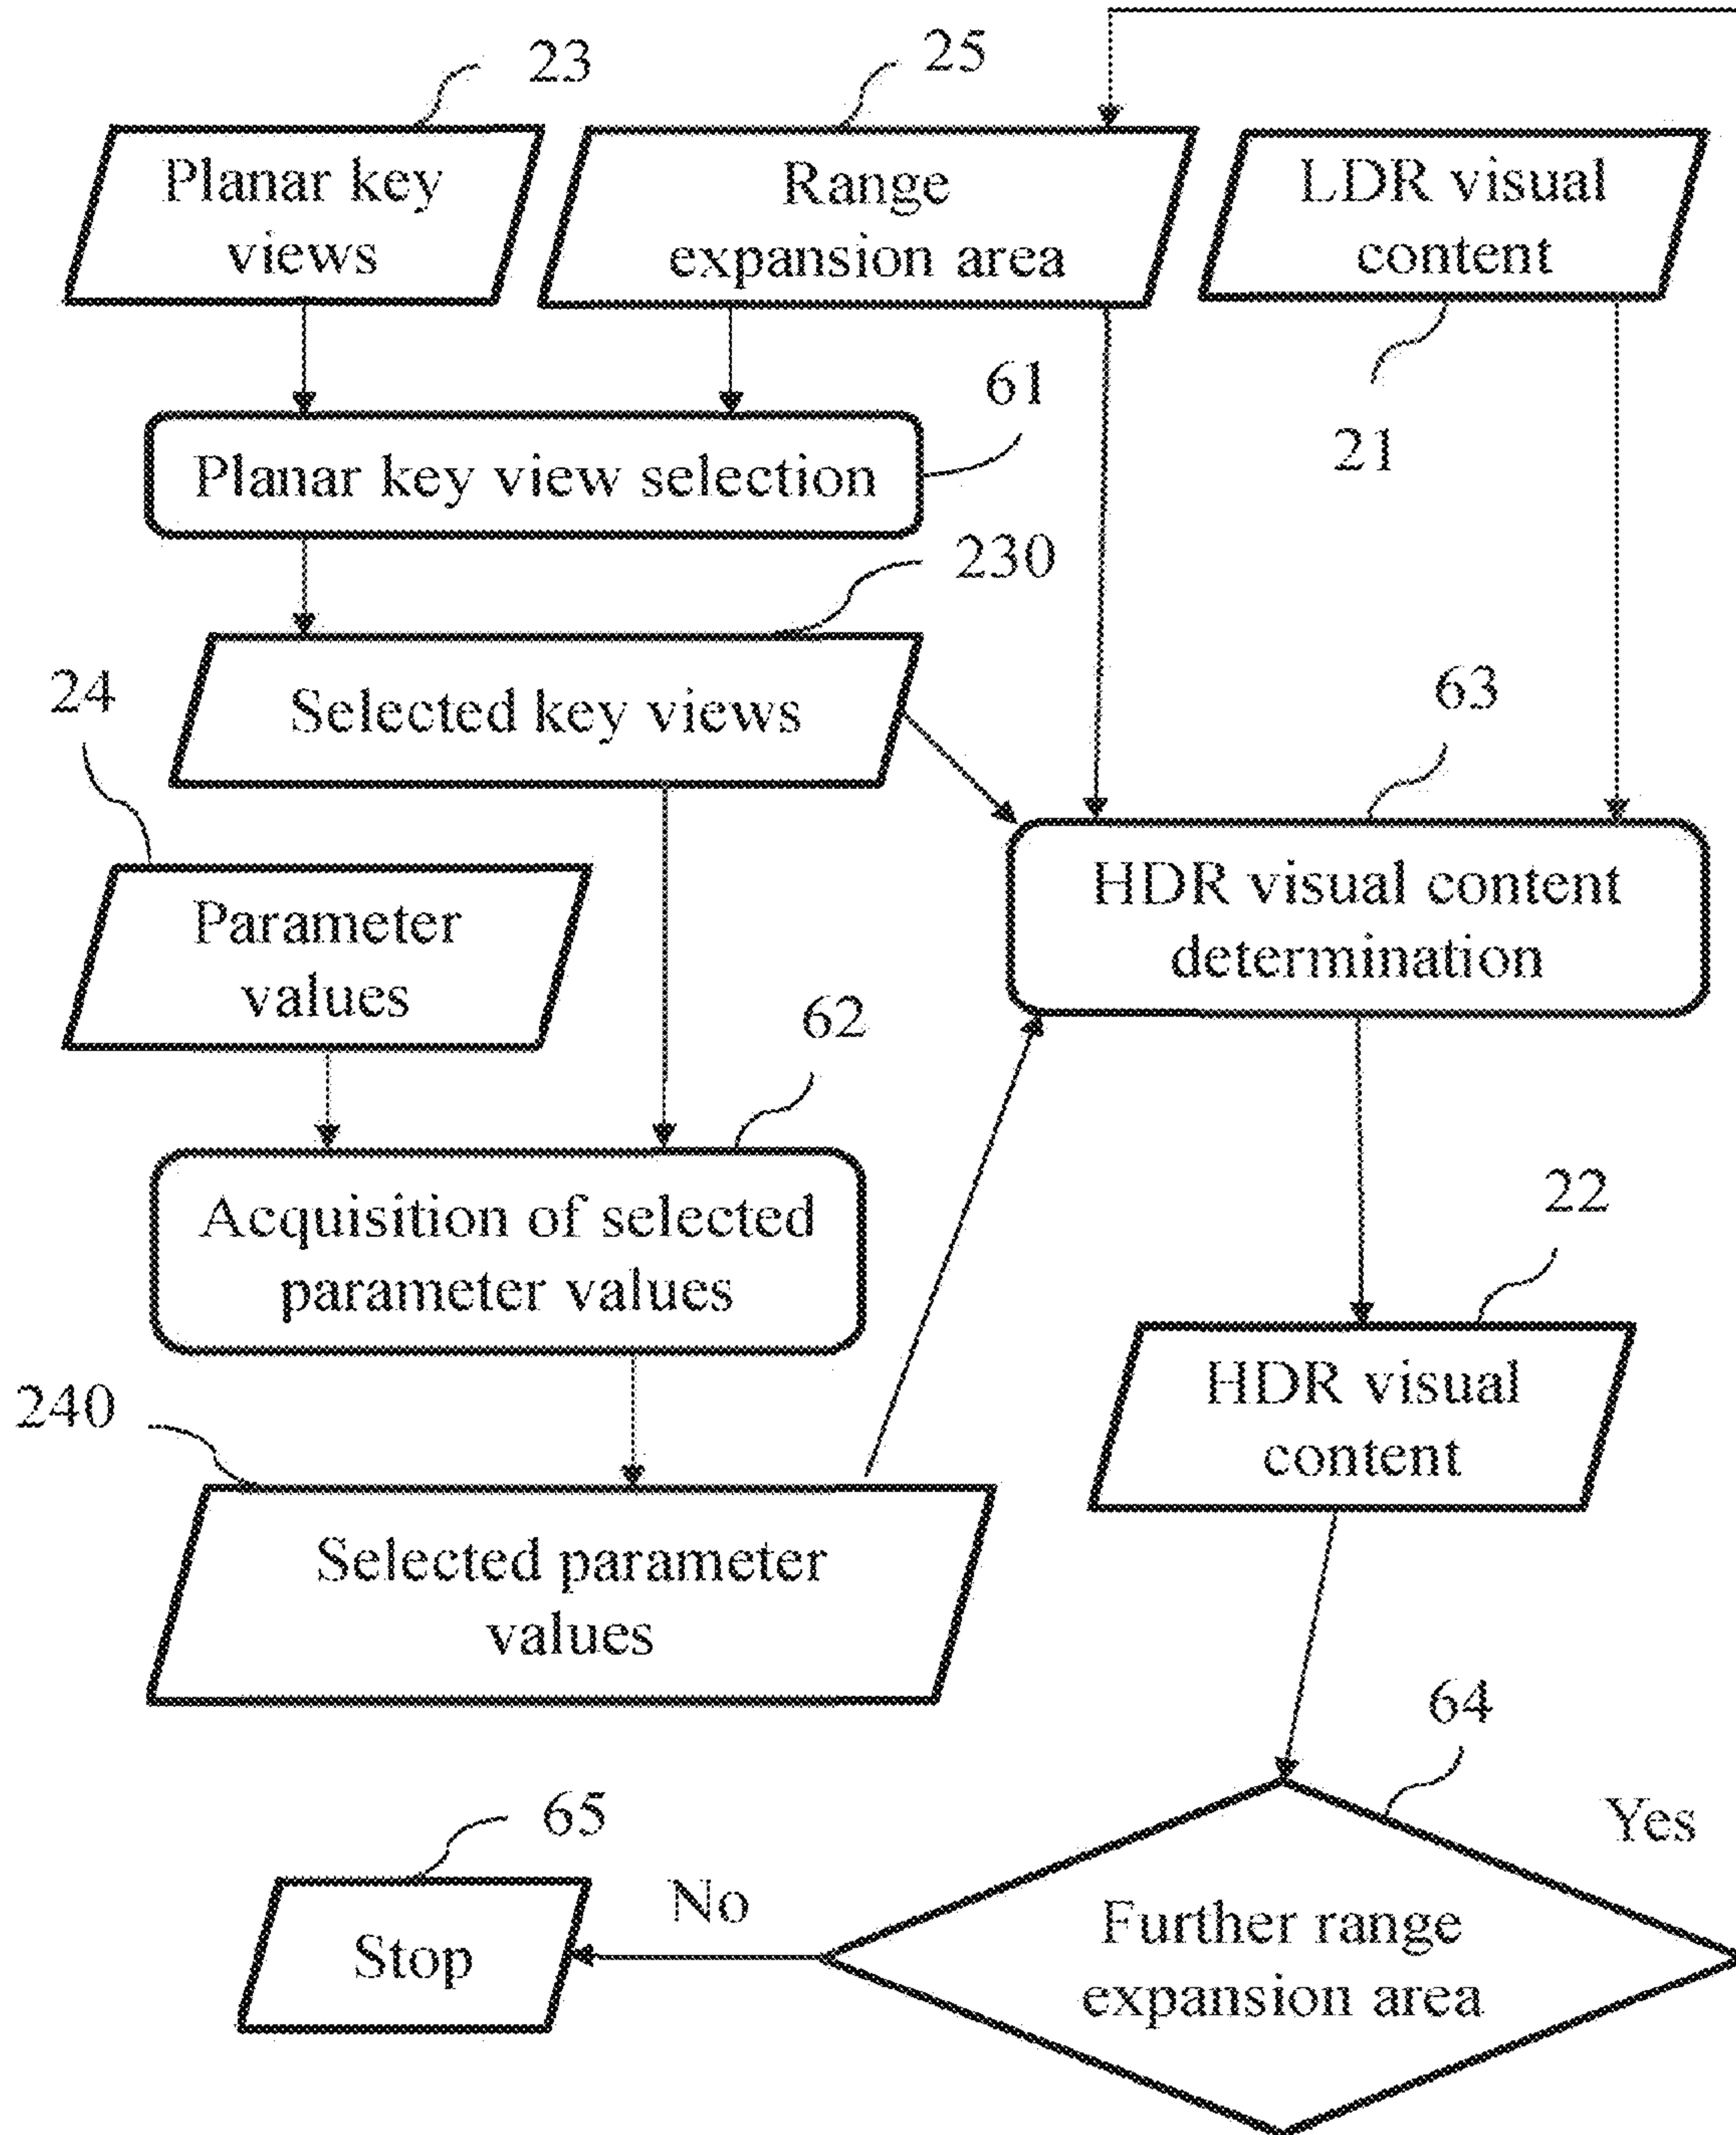 23
25
Planar key
views
Range
expansion area
LDR visual
content
61
21
Planar key view selection
230
24
Selected key views
63
Parameter
values
HDR visual content
determination
62
Acquisition of selected
parameter values
22
240
HDR visual
content
Selected parameter
values
64
65
Yes
No
Stop
Further range
expansion area